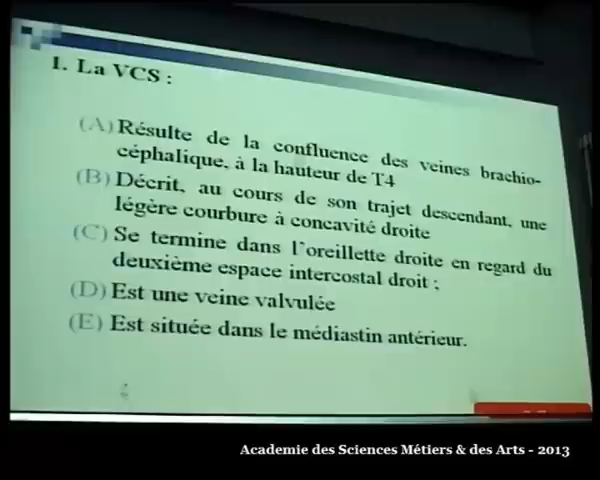 I. La VCS :
(A) Résulte de la confluence des veines brachio-
céphalique, à la hauteur de T4
(B) Décrit, au cours de son trajet descendant, une
légère courbure à concavité droite
(C) Se termine dans l'oreillette droite en regard du
deuxième espace intercostal droit ;
(D) Est une veine valvulée
(E) Est située dans le médiastin antérieur.
Academie des Sciences Métiers & des Arts - 2013